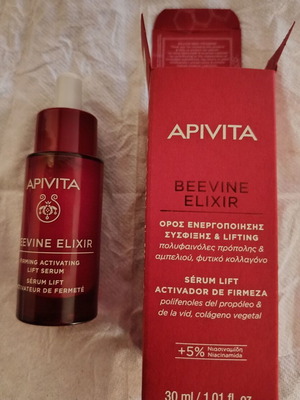 APIVITA
BEEVINE ELIXIR
FIRMING ACTIVATING
LIFT SERUM
SÉRUM LIFT
ACTIVATEUR DE FERMETÉ
APIVITA
BEEVINE
ELIXIR
ΟΡΟΣ ΕΝΕΡΓΟΠΟΙΗΣΗΣ
ΣΥΣΦΙΞΗΣ & LIFTING
πολυφαινόλες πρόπολης &
αμπελιού, φυτικό κολλαγόνο
SÉRUM LIFT
ACTIVADOR DE FIRMEZA
polifenoles del propóleo &
de la vid, colágeno vegetal
+5% Νιασιναμίδη
Niacinamide
30 ml / 1.01 fl. oz